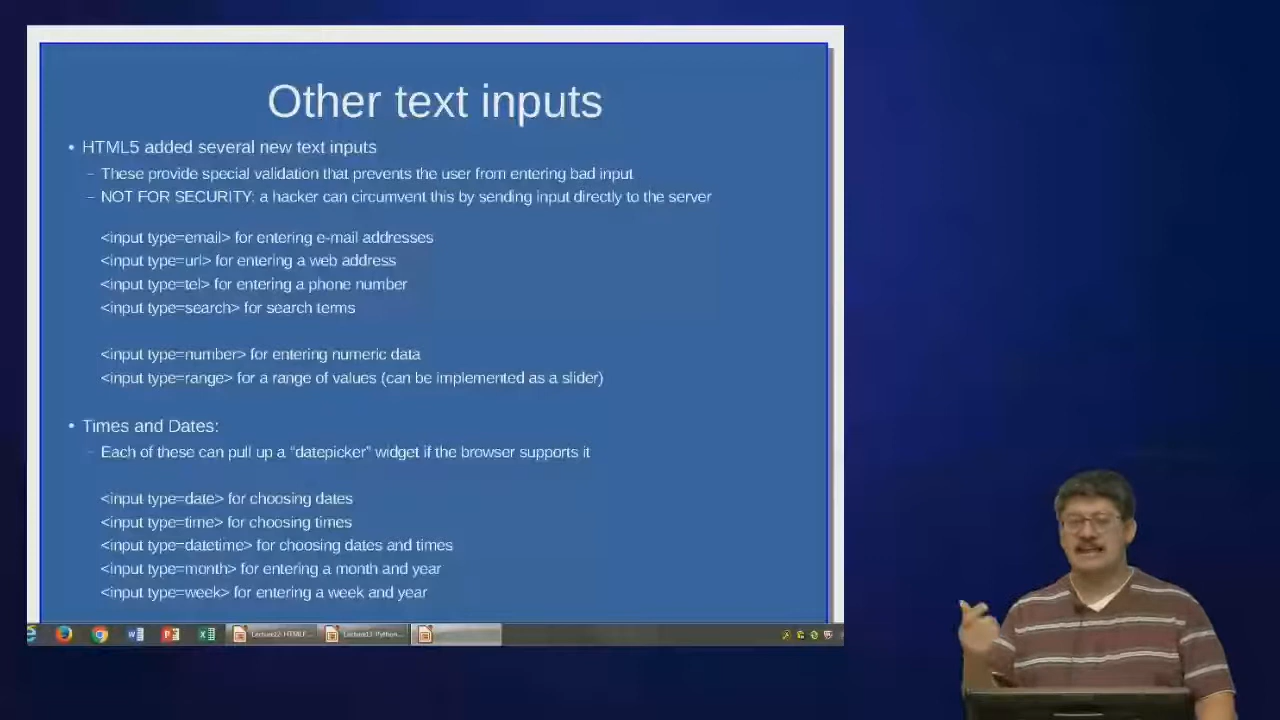 Other text inputs
• HTML5 added several new text inputs
– These provide special validation that prevents the user from entering bad input
– NOT FOR SECURITY: a hacker can circumvent this by sending input directly to the server
<input type=email> for entering e-mail addresses
<input type=url> for entering a web address
<input type=tel> for entering a phone number
<input type=search> for search terms
<input type=number> for entering numeric data
<input type=range> for a range of values (can be implemented as a slider)
• Times and Dates:
– Each of these can pull up a “datepicker” widget if the browser supports it
<input type=date> for choosing dates
<input type=time> for choosing times
<input type=datetime> for choosing dates and times
<input type=month> for entering a month and year
<input type=week> for entering a week and year